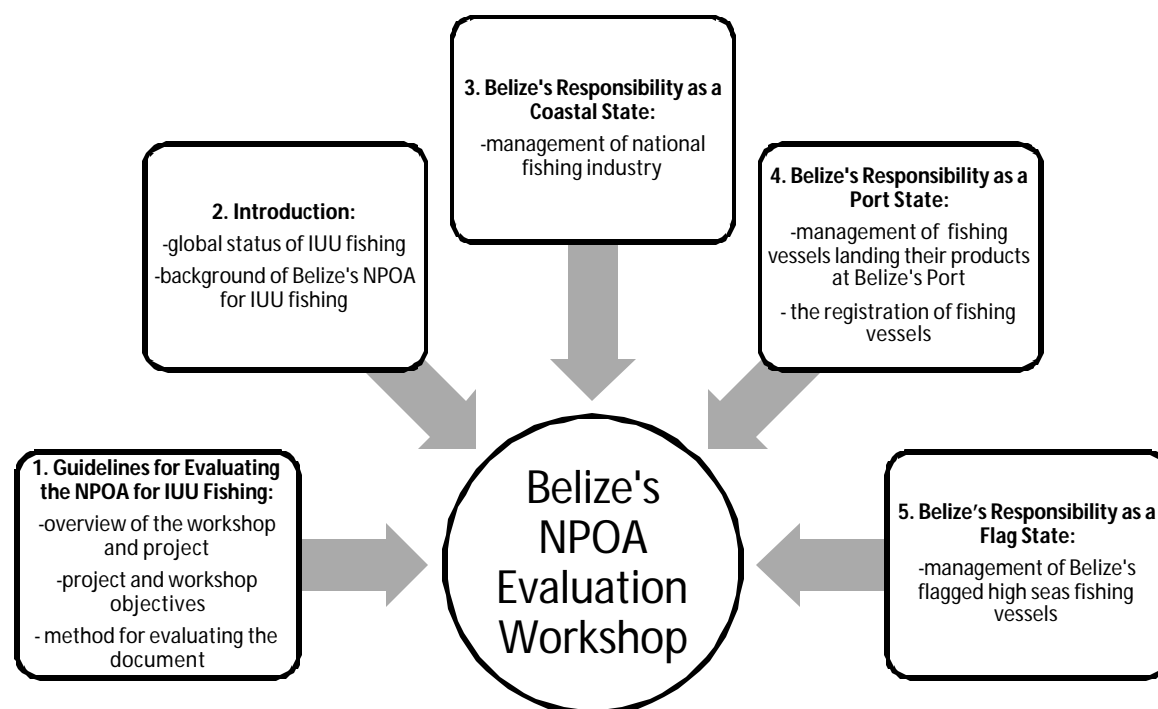 1. Guidelines for Evaluating
the NPOA for IUU Fishing:
-overview of the workshop
and project
-project and workshop
objectives
- method for evaluating the
document
2. Introduction:
-global status of IUU fishing
-background of Belize's NPOA
for IUU fishing
3. Belize's Responsibility as a
Coastal State:
-management of national
fishing industry
4. Belize's Responsibility as a
Port State:
-management of fishing
vessels landing their products
at Belize's Port
- the registration of fishing
vessels
5. Belize’s Responsibility as a
Flag State:
-management of Belize's
flagged high seas fishing
vessels
Belize's
NPOA
Evaluation
Workshop